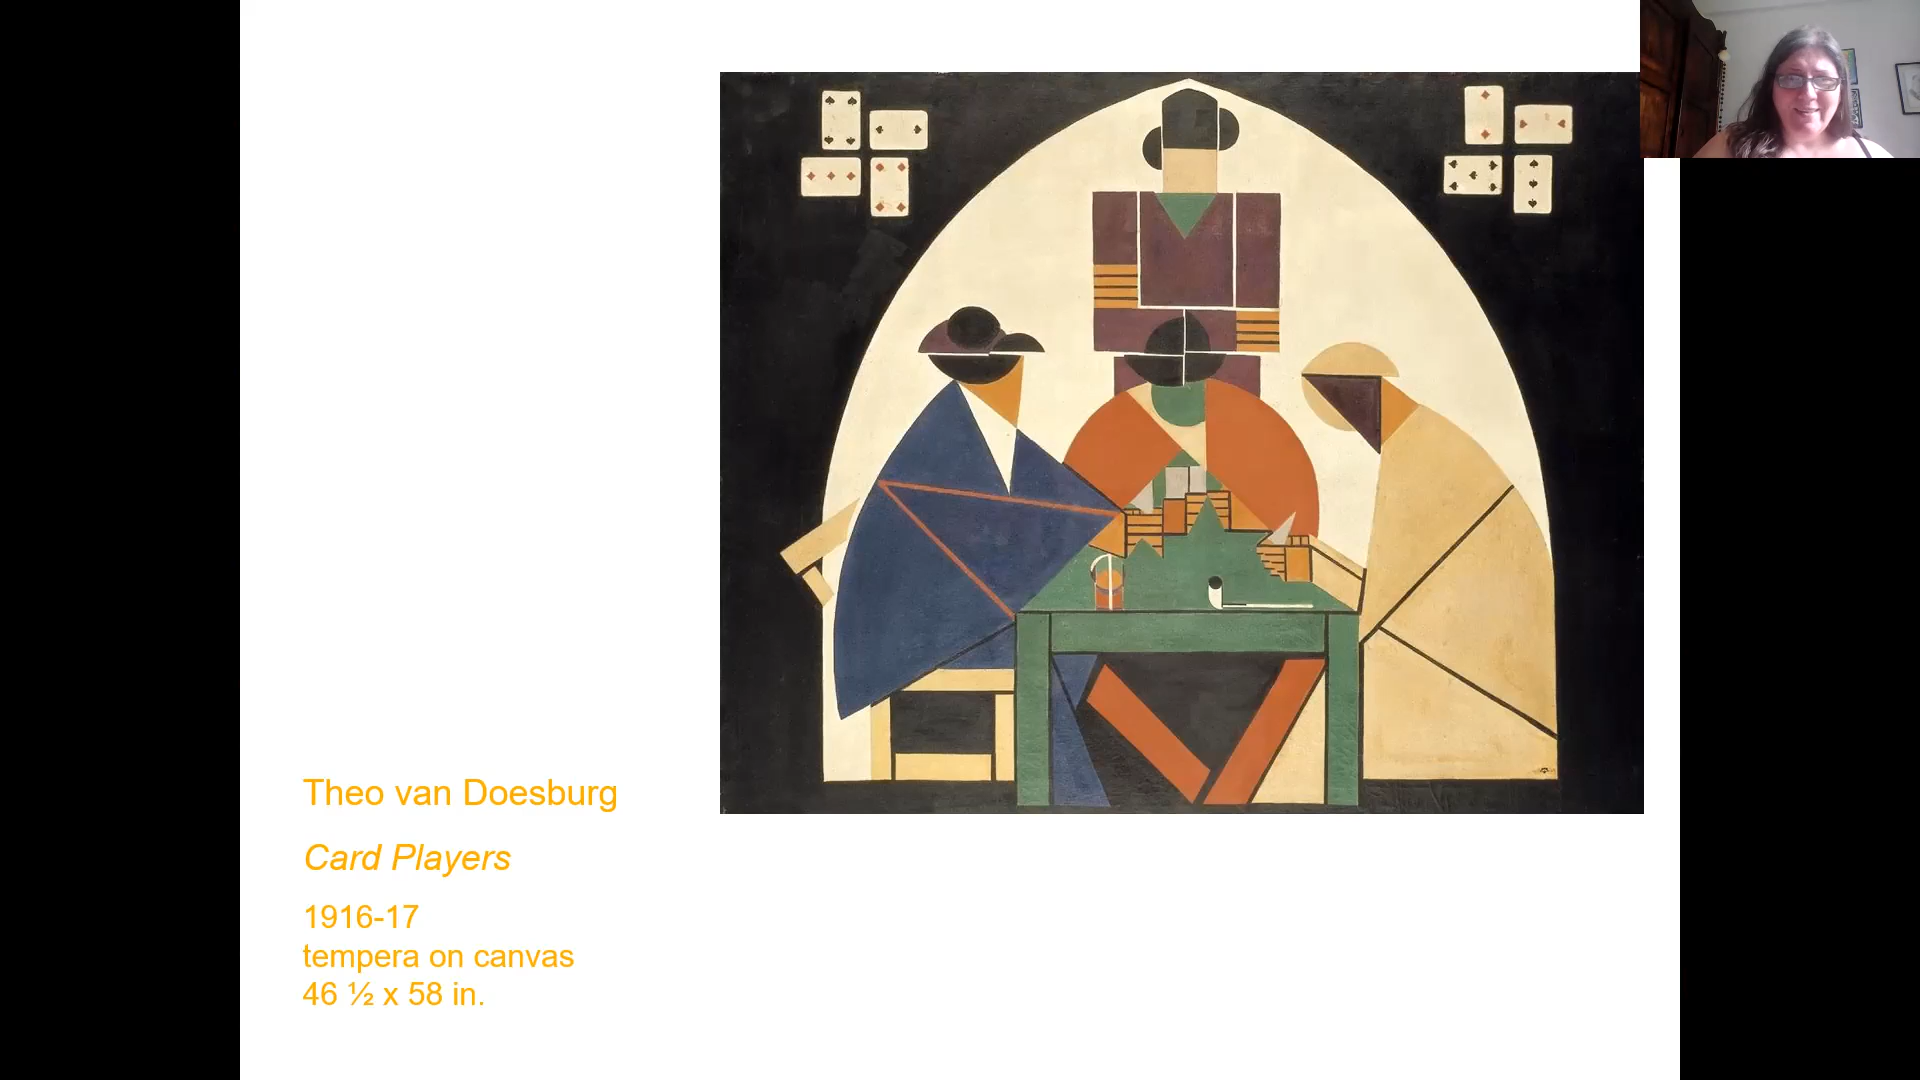 Theo van Doesburg
Card Players
1916-17
tempera on canvas
46 ½ x 58 in.